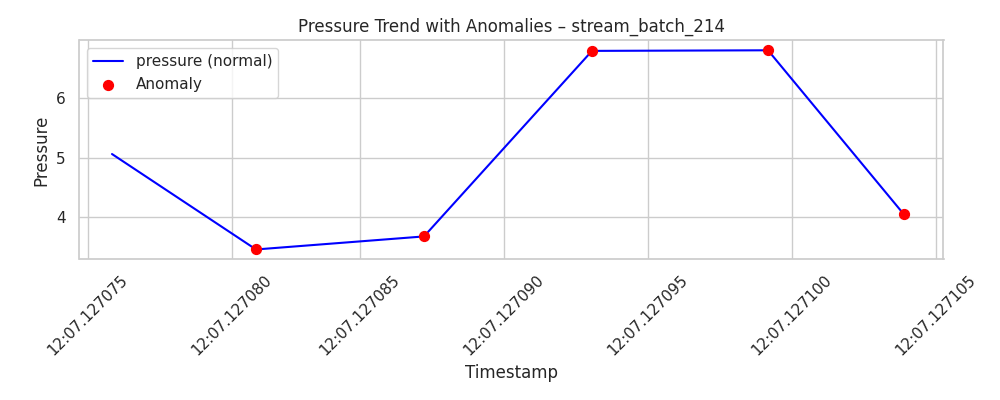 Pressure Trend with Anomalies – stream_batch_214
pressure (normal)
Anomaly
Pressure
6
5
4
12:07.127075
12:07.127080
12:07.127085
12:07.127090
12:07.127095
12:07.127100
12:07.127105
Timestamp